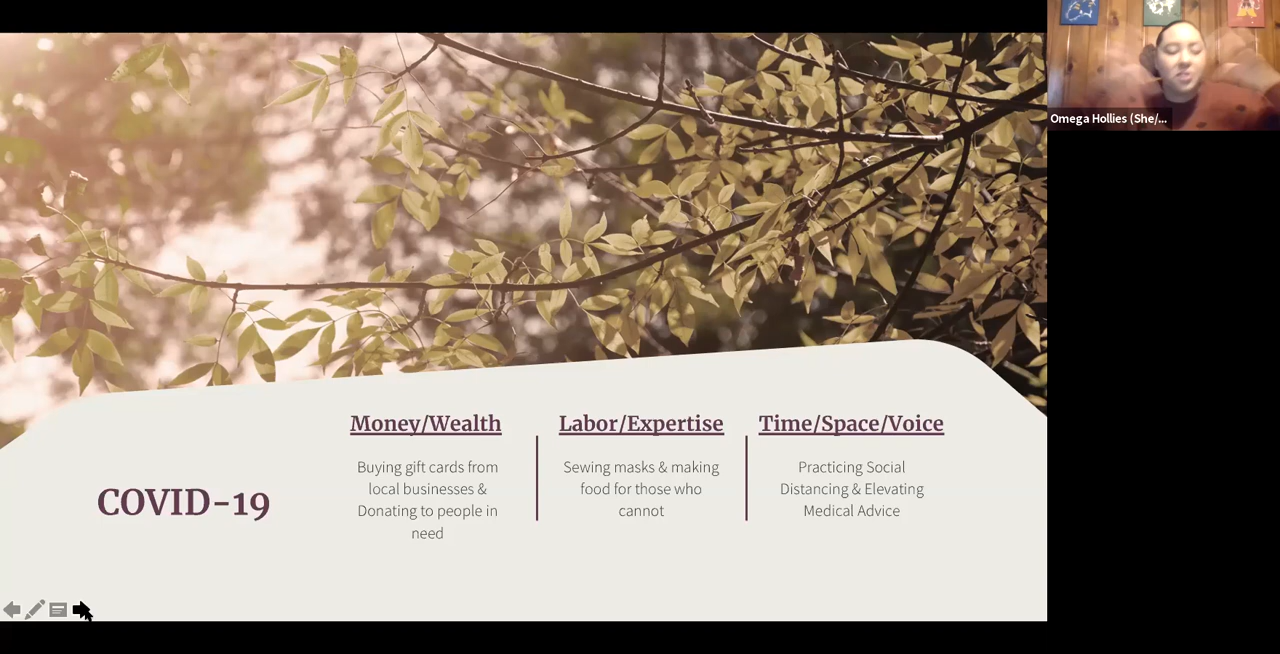 Omega Hollies (She/...
Money/Wealth
Buying gift cards from
local businesses &
Donating to people in
need
Labor/Expertise
Sewing masks & making
food for those who
cannot
Time/Space/Voice
Practicing Social
Distancing & Elevating
Medical Advice
COVID-19